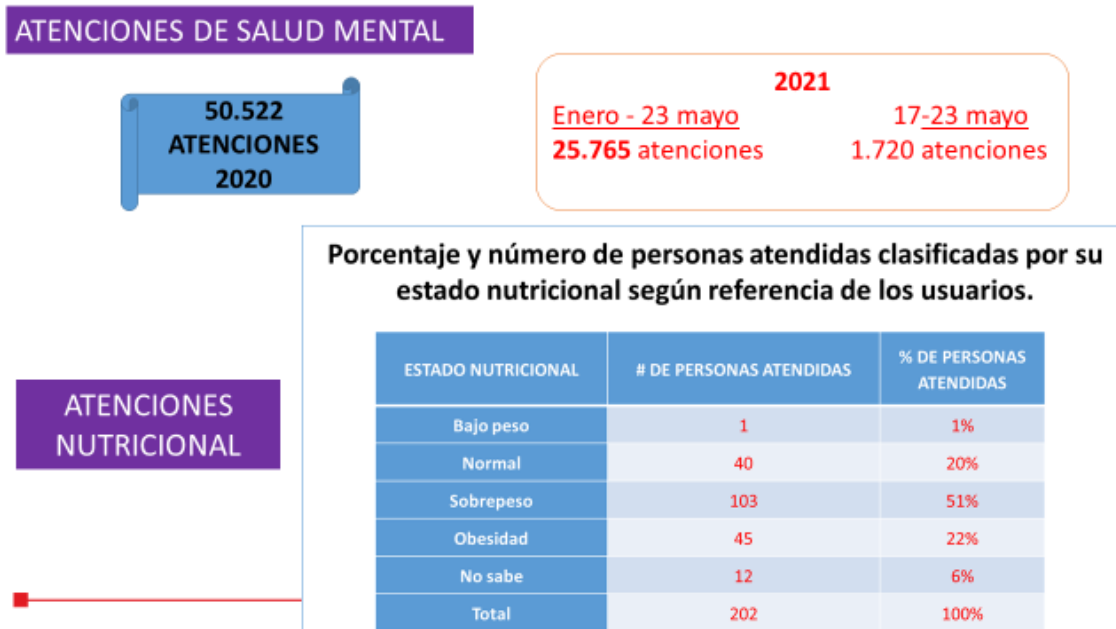 ATENCIONES DE SALUD MENTAL
50.522
ATENCIONES
2020
2021
Enero - 23 mayo 17-23 mayo
25.765 atenciones 1.720 atenciones
Porcentaje y número de personas atendidas clasificadas por su
estado nutricional según referencia de los usuarios.
ATENCIONES
NUTRICIONAL
ESTADO NUTRICIONAL # DE PERSONAS ATENDIDAS % DE PERSONAS
ATENDIDAS
Bajo peso 1 1%
Normal 40 20%
Sobrepeso 103 51%
Obesidad 45 22%
No sabe 12 6%
Total 202 100%